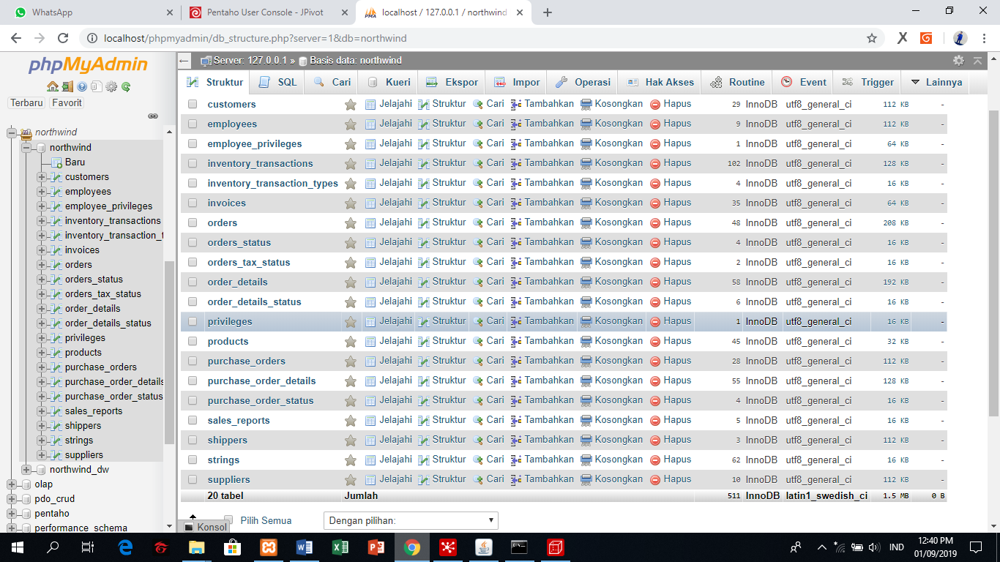 WhatsApp
Pentaho User Console - JPivot
localhost / 127.0.0.1 / northwind
localhost/phpmyadmin/db_structure.php?server=1&db=northwind
phpMyAdmin
Terbaru Favorit
northwind
northwind
Baru
customers
employees
employee_privileges
inventory_transactions
inventory_transaction_t
invoices
orders
orders_status
orders_tax_status
order_details
order_details_status
privileges
products
purchase_orders
purchase_order_details
purchase_order_status
sales_reports
shippers
strings
suppliers
northwind_dw
olap
pdo_crud
pentaho
performance_schema
Server: 127.0.0.1 » Basis data: northwind
Struktur SQL Cari Kueri Ekspor Impor Operasi Hak Akses Routine Event Trigger Lainnya
customers Jelajahi Struktur Cari Tambahkan Kosongkan Hapus 29 InnoDB utf8_general_ci 112 KB -
employees Jelajahi Struktur Cari Tambahkan Kosongkan Hapus 9 InnoDB utf8_general_ci 112 KB -
employee_privileges Jelajahi Struktur Cari Tambahkan Kosongkan Hapus 1 InnoDB utf8_general_ci 64 KB -
inventory_transactions Jelajahi Struktur Cari Tambahkan Kosongkan Hapus 102 InnoDB utf8_general_ci 128 KB -
inventory_transaction_types Jelajahi Struktur Cari Tambahkan Kosongkan Hapus 4 InnoDB utf8_general_ci 16 KB -
invoices Jelajahi Struktur Cari Tambahkan Kosongkan Hapus 35 InnoDB utf8_general_ci 64 KB -
orders Jelajahi Struktur Cari Tambahkan Kosongkan Hapus 48 InnoDB utf8_general_ci 208 KB -
orders_status Jelajahi Struktur Cari Tambahkan Kosongkan Hapus 4 InnoDB utf8_general_ci 16 KB -
orders_tax_status Jelajahi Struktur Cari Tambahkan Kosongkan Hapus 2 InnoDB utf8_general_ci 16 KB -
order_details Jelajahi Struktur Cari Tambahkan Kosongkan Hapus 58 InnoDB utf8_general_ci 192 KB -
order_details_status Jelajahi Struktur Cari Tambahkan Kosongkan Hapus 6 InnoDB utf8_general_ci 16 KB -
privileges Jelajahi Struktur Cari Tambahkan Kosongkan Hapus 1 InnoDB utf8_general_ci 16 KB -
products Jelajahi Struktur Cari Tambahkan Kosongkan Hapus 45 InnoDB utf8_general_ci 32 KB -
purchase_orders Jelajahi Struktur Cari Tambahkan Kosongkan Hapus 28 InnoDB utf8_general_ci 112 KB -
purchase_order_details Jelajahi Struktur Cari Tambahkan Kosongkan Hapus 55 InnoDB utf8_general_ci 128 KB -
purchase_order_status Jelajahi Struktur Cari Tambahkan Kosongkan Hapus 4 InnoDB utf8_general_ci 16 KB -
sales_reports Jelajahi Struktur Cari Tambahkan Kosongkan Hapus 5 InnoDB utf8_general_ci 16 KB -
shippers Jelajahi Struktur Cari Tambahkan Kosongkan Hapus 3 InnoDB utf8_general_ci 112 KB -
strings Jelajahi Struktur Cari Tambahkan Kosongkan Hapus 62 InnoDB utf8_general_ci 16 KB -
suppliers Jelajahi Struktur Cari Tambahkan Kosongkan Hapus 10 InnoDB utf8_general_ci 112 KB -
20 tabel Jumlah 511 InnoDB latin1_swedish_ci 1.5 MB 0 B
Pilih Semua Dengan pilihan:
Konsol
IND
12:40 PM
01/09/2019